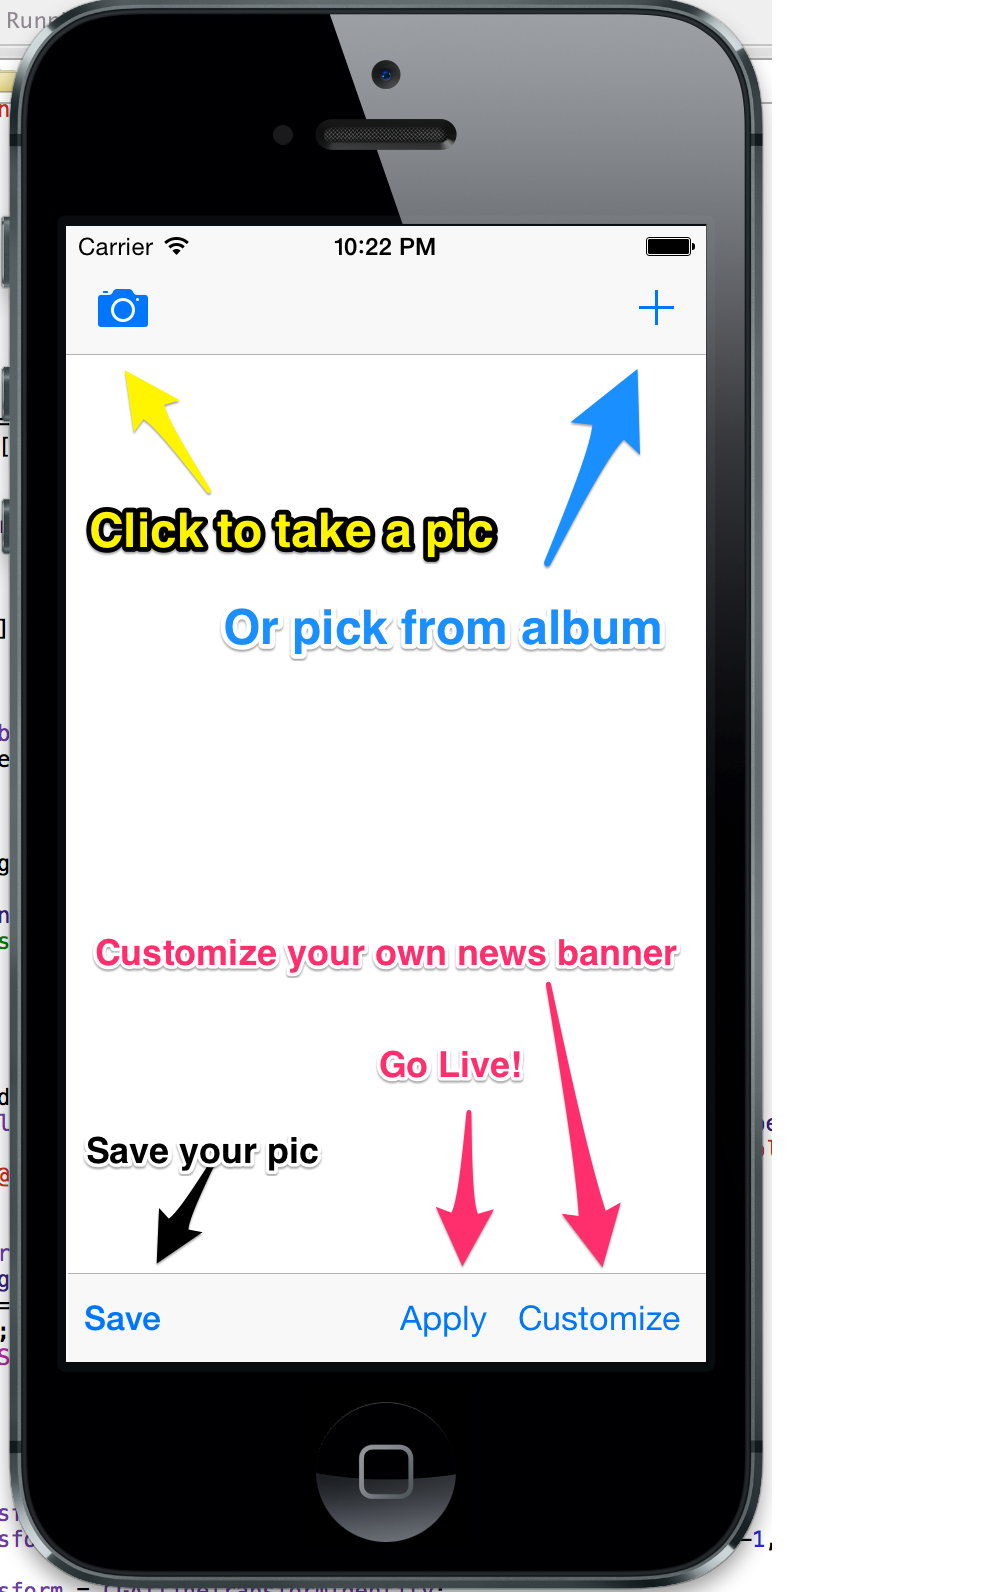 Carrier 10:22 PM
Click to take a pic
Or pick from album
Customize your own news banner
Go Live!
Save your pic
Save Apply Customize